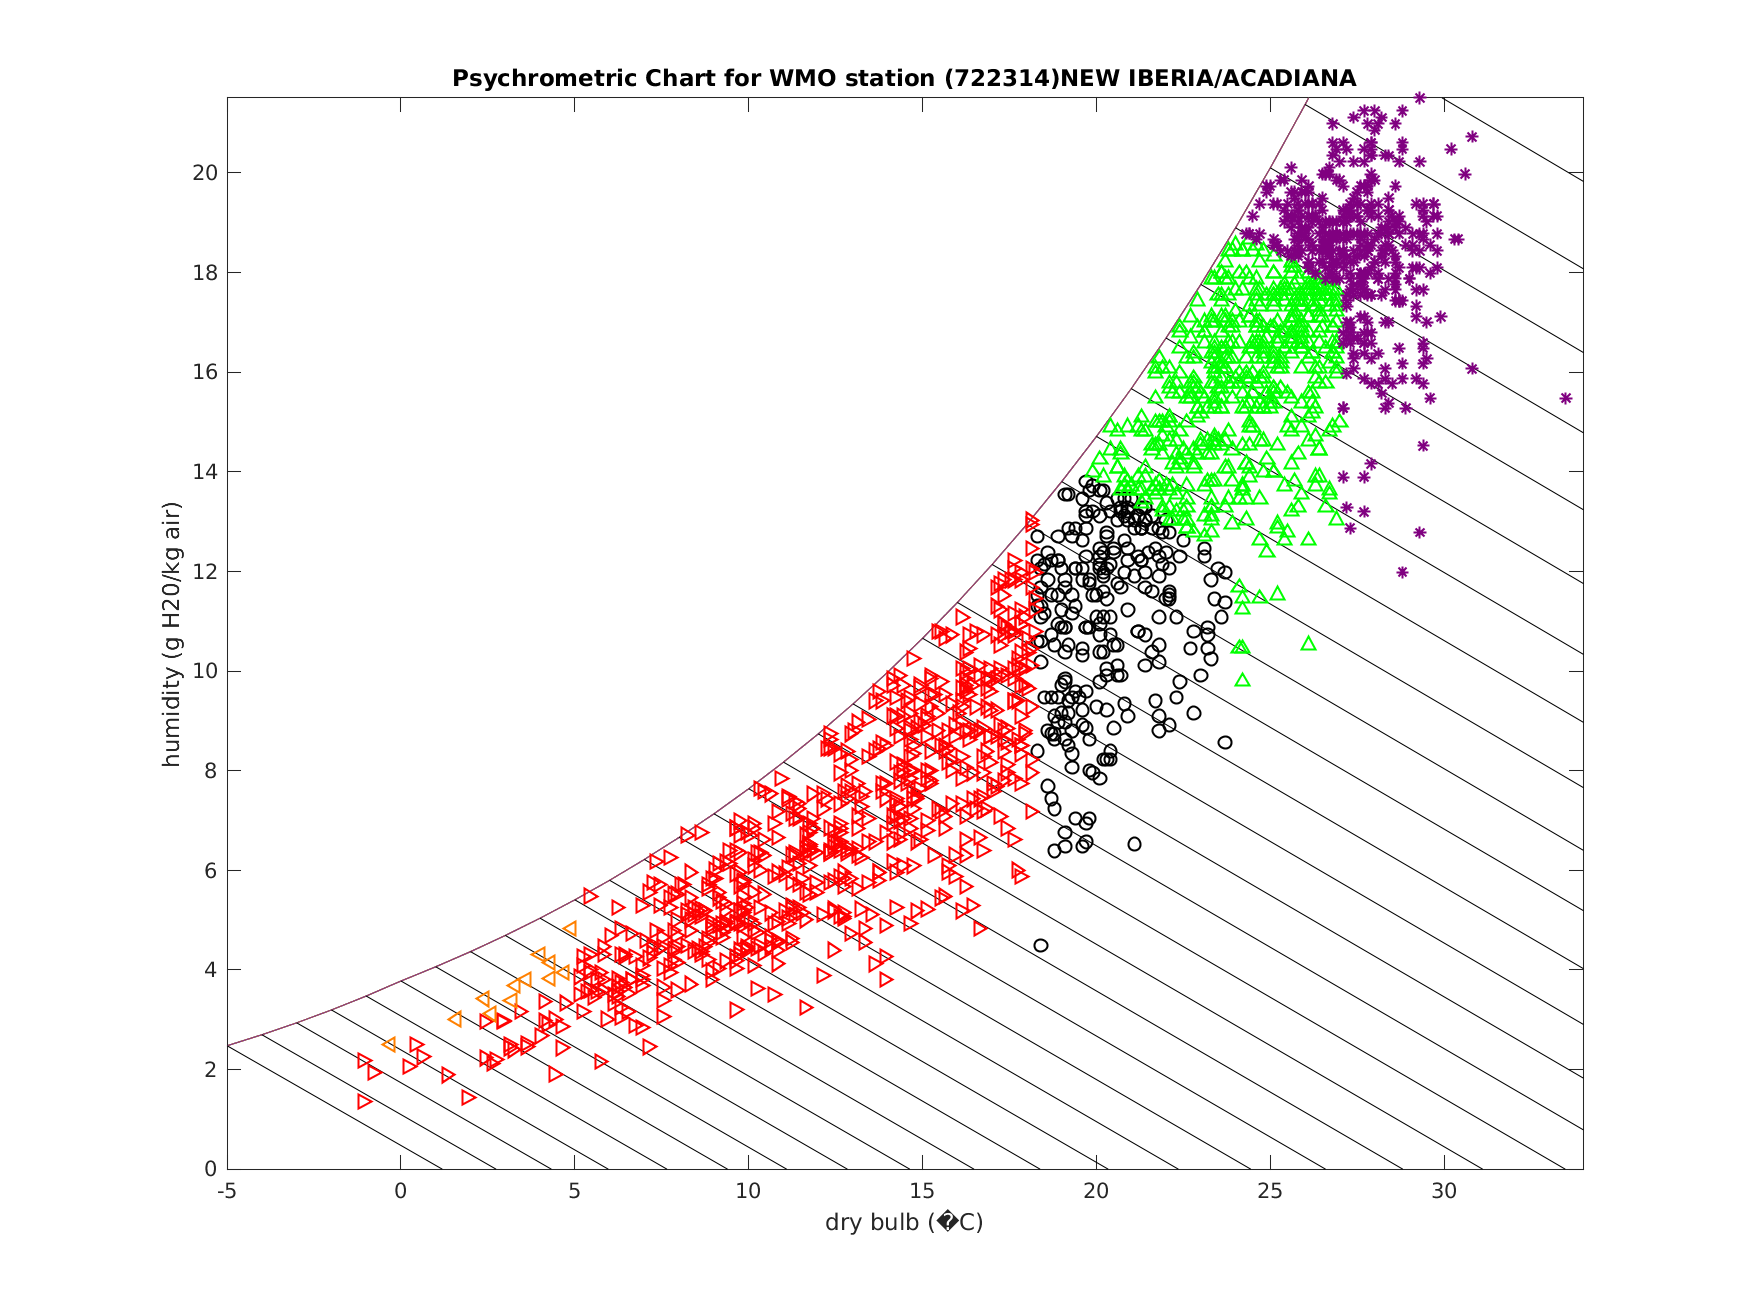 Psychrometric Chart for WMO station (722314)NEW IBERIA/ACADIANA
humidity (g H20/kg air)
20
18
16
14
12
10
8
6
4
2
0
-5 0 5 10 15 20 25 30
dry bulb (�C)